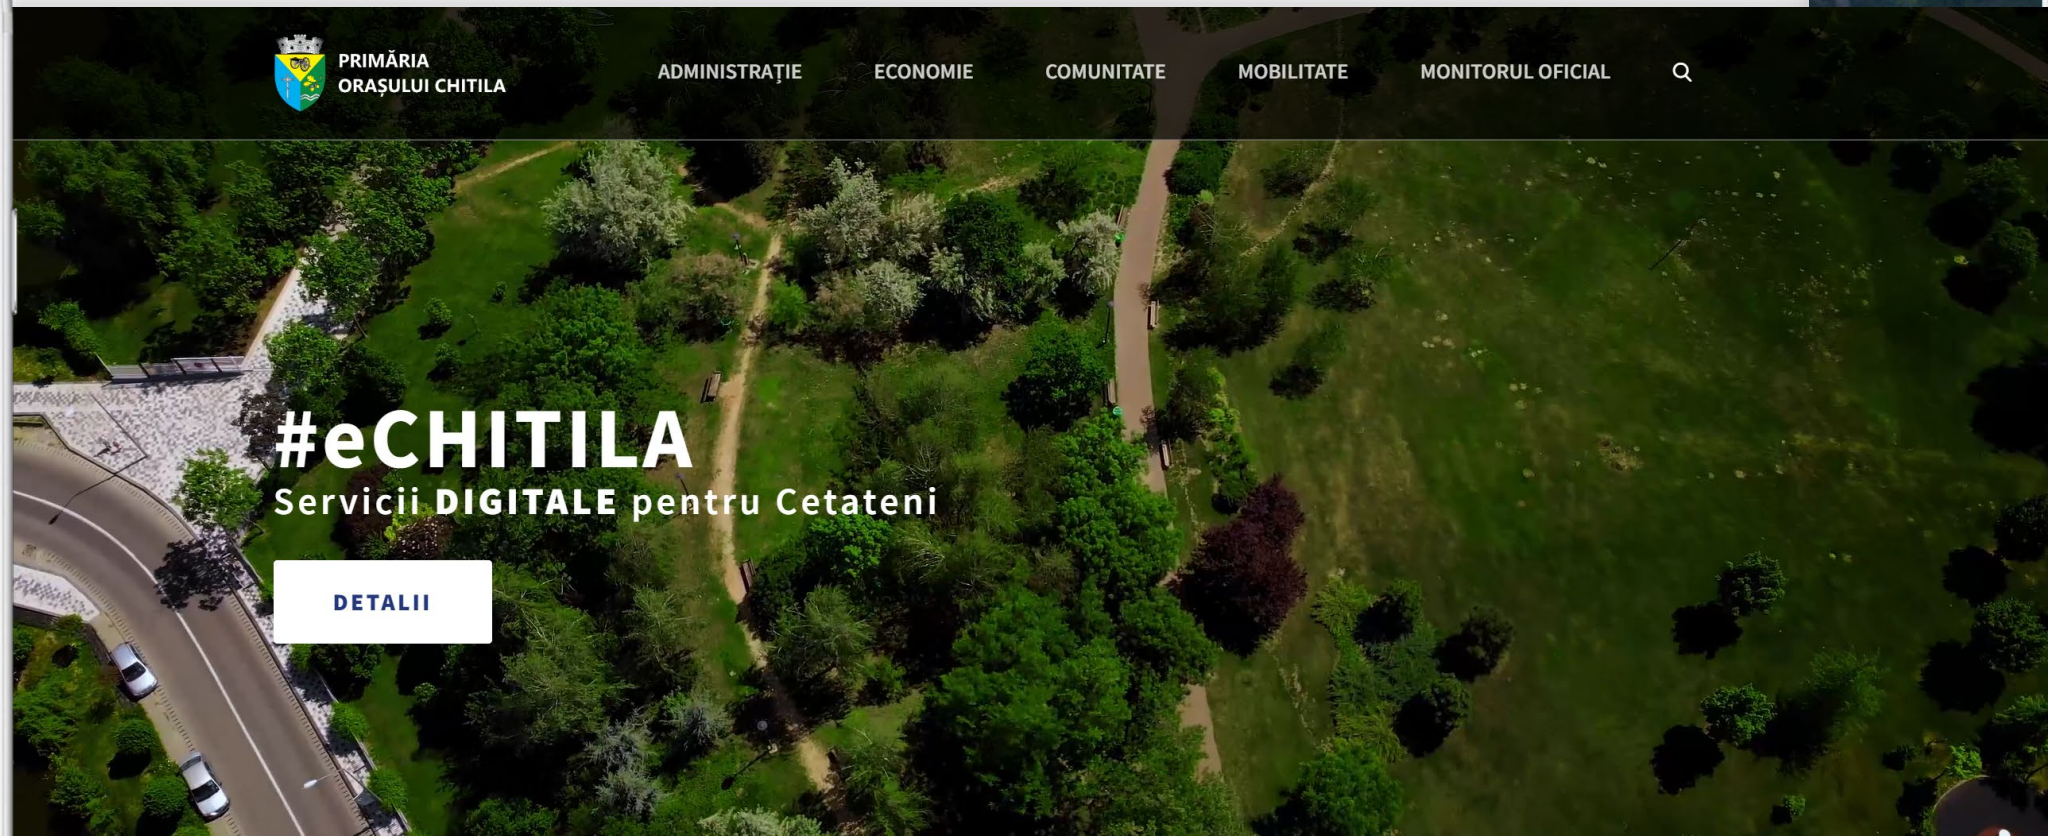 PRIMĂRIA
ORAȘULUI CHITILA
ADMINISTRAȚIE ECONOMIE COMUNITATE MOBILITATE MONITORUL OFICIAL
#eCHITILA
Servicii DIGITALE pentru Cetateni
DETALII